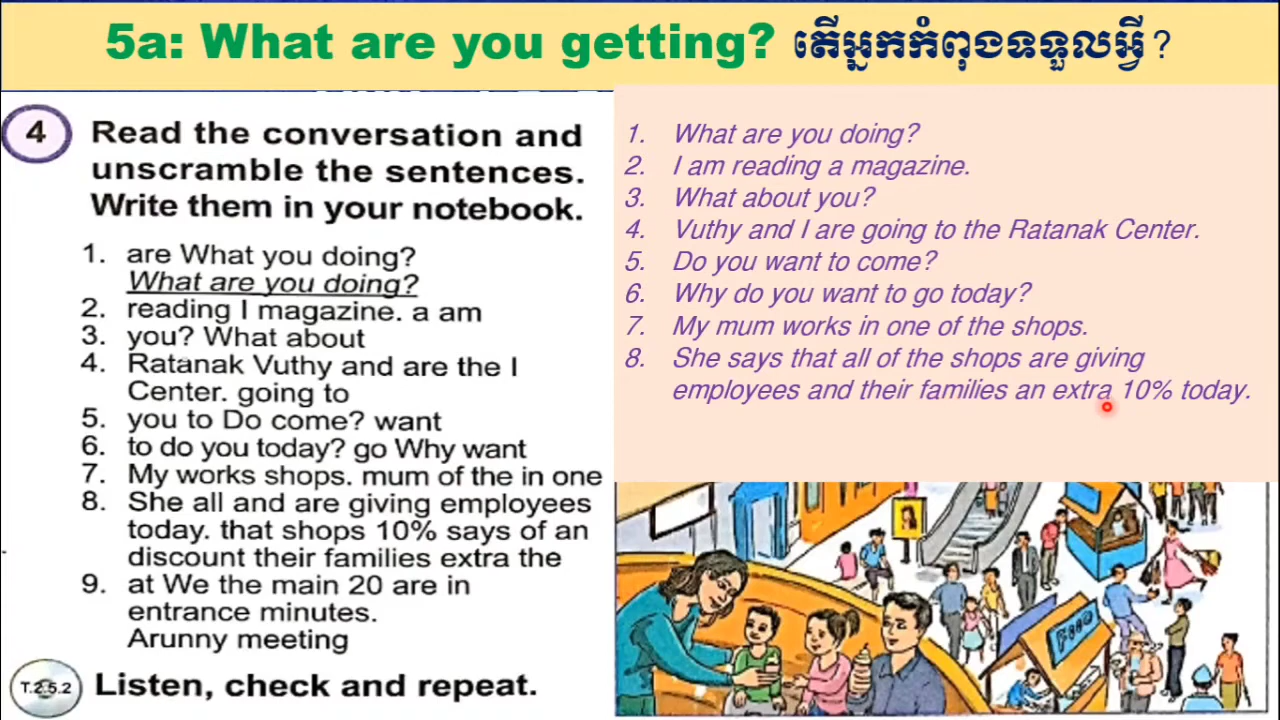 5a: What are you getting? តើអ្នកកំពុងទទួលអ្វី?
4
Read the conversation and
unscramble the sentences.
Write them in your notebook.
1. are What you doing?
What are you doing?
2. reading I magazine. a am
3. you? What about
4. Ratanak Vuthy and are the I
Center. going to
5. you to Do come? want
6. to do you today? go Why want
7. My works shops. mum of the in one
8. She all and are giving employees
today. that shops 10% says of an
discount their families extra the
9. at We the main 20 are in
entrance minutes.
Arunny meeting
T.2 5.2
Listen, check and repeat.
1. What are you doing?
2. I am reading a magazine.
3. What about you?
4. Vuthy and I are going to the Ratanak Center.
5. Do you want to come?
6. Why do you want to go today?
7. My mum works in one of the shops.
8. She says that all of the shops are giving
employees and their families an extra 10% today.
FOOD